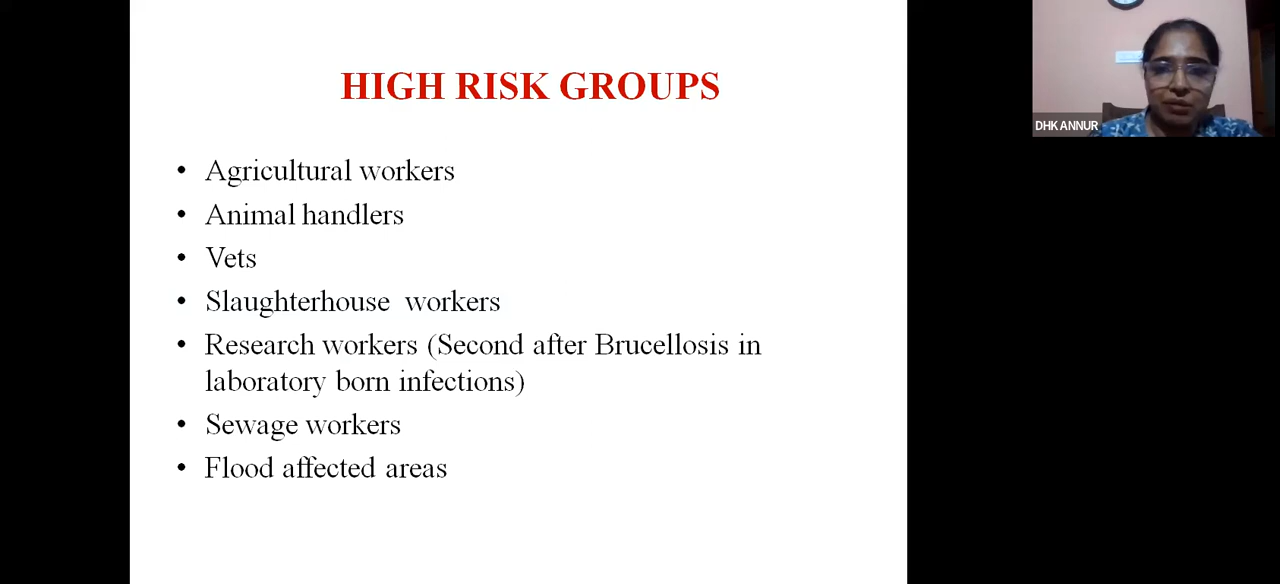 HIGH RISK GROUPS
• Agricultural workers
• Animal handlers
• Vets
• Slaughterhouse workers
• Research workers (Second after Brucellosis in
laboratory born infections)
• Sewage workers
• Flood affected areas
DHK ANNUR